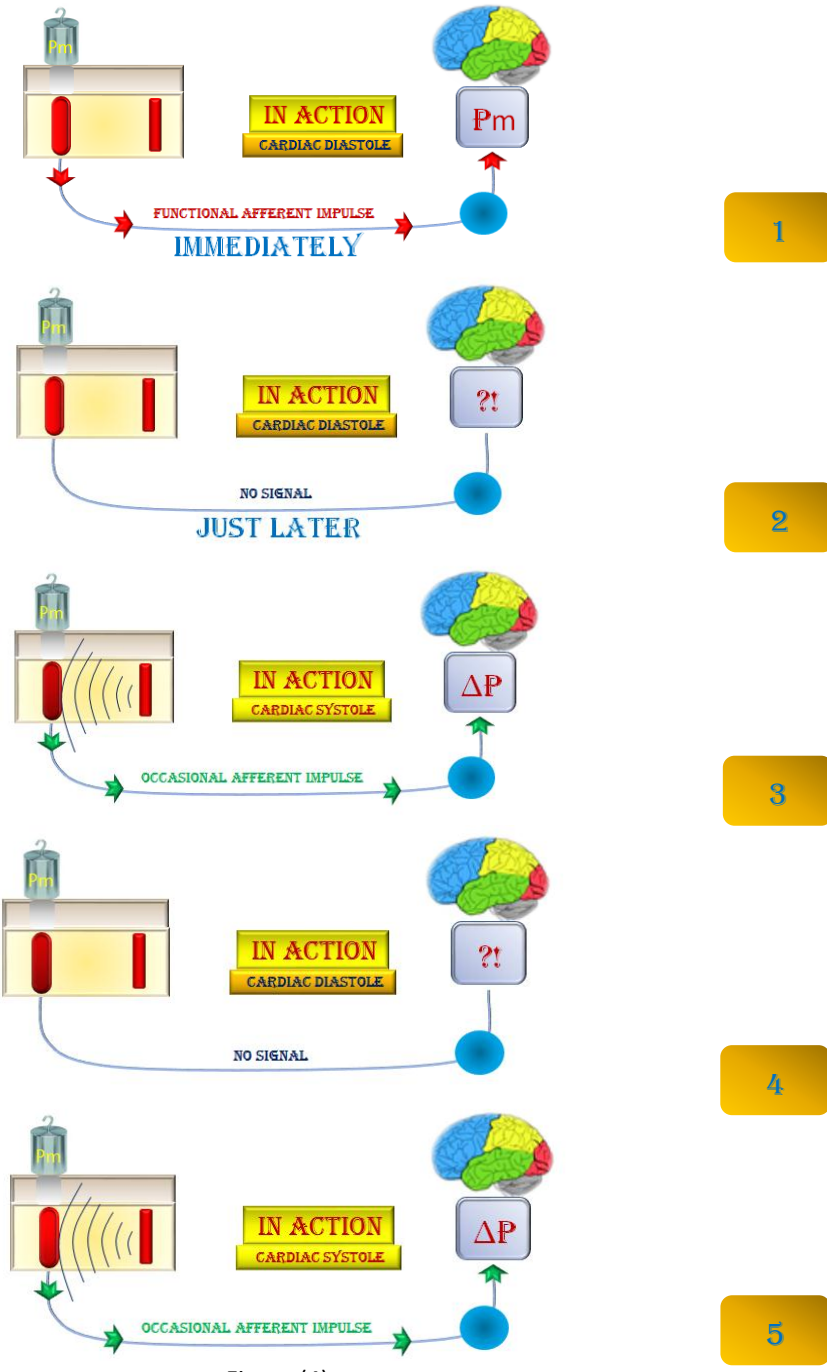 Pm
IN ACTION
CARDIAC DIASTOLE
Pm
FUNCTIONAL AFFERENT IMPULSE
IMMEDIATELY
1
Pm
IN ACTION
CARDIAC DIASTOLE
?!
NO SIGNAL
JUST LATER
2
Pm
IN ACTION
CARDIAC SYSTOLE
ΔP
OCCASIONAL AFFERENT IMPULSE
3
Pm
IN ACTION
CARDIAC DIASTOLE
?!
NO SIGNAL
4
Pm
IN ACTION
CARDIAC SYSTOLE
ΔP
OCCASIONAL AFFERENT IMPULSE
5